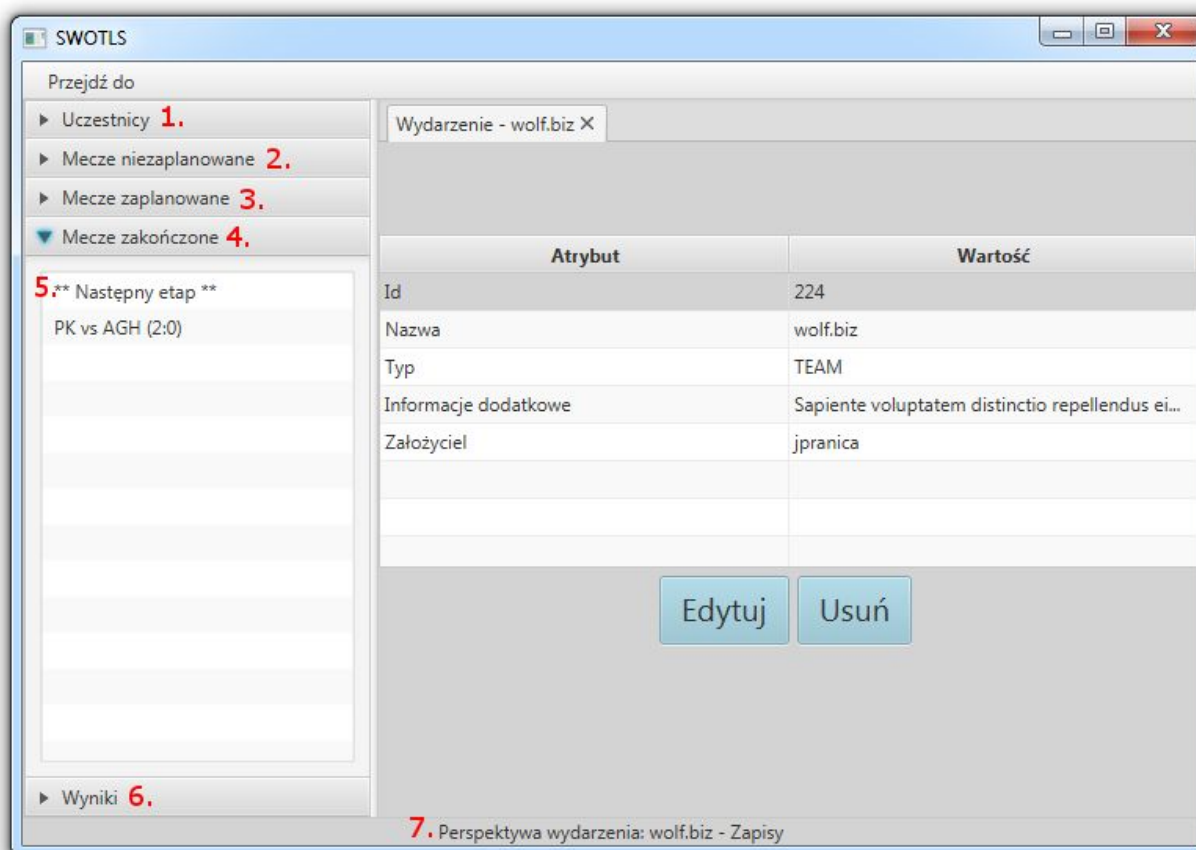 SWOTLS
Przejdź do
Uczestnicy 1.
Mecze niezaplanowane 2.
Mecze zaplanowane 3.
Mecze zakończone 4.
5. ** Następny etap **
PK vs AGH (2:0)
Wyniki 6.
Wydarzenie - wolf.biz
Atrybut Wartość
Id 224
Nazwa wolf.biz
Typ TEAM
Informacje dodatkowe Sapiente voluptatem distinctio repellendus ei...
Założyciel jpranica
Edytuj Usuń
7. Perspektywa wydarzenia: wolf.biz - Zapisy